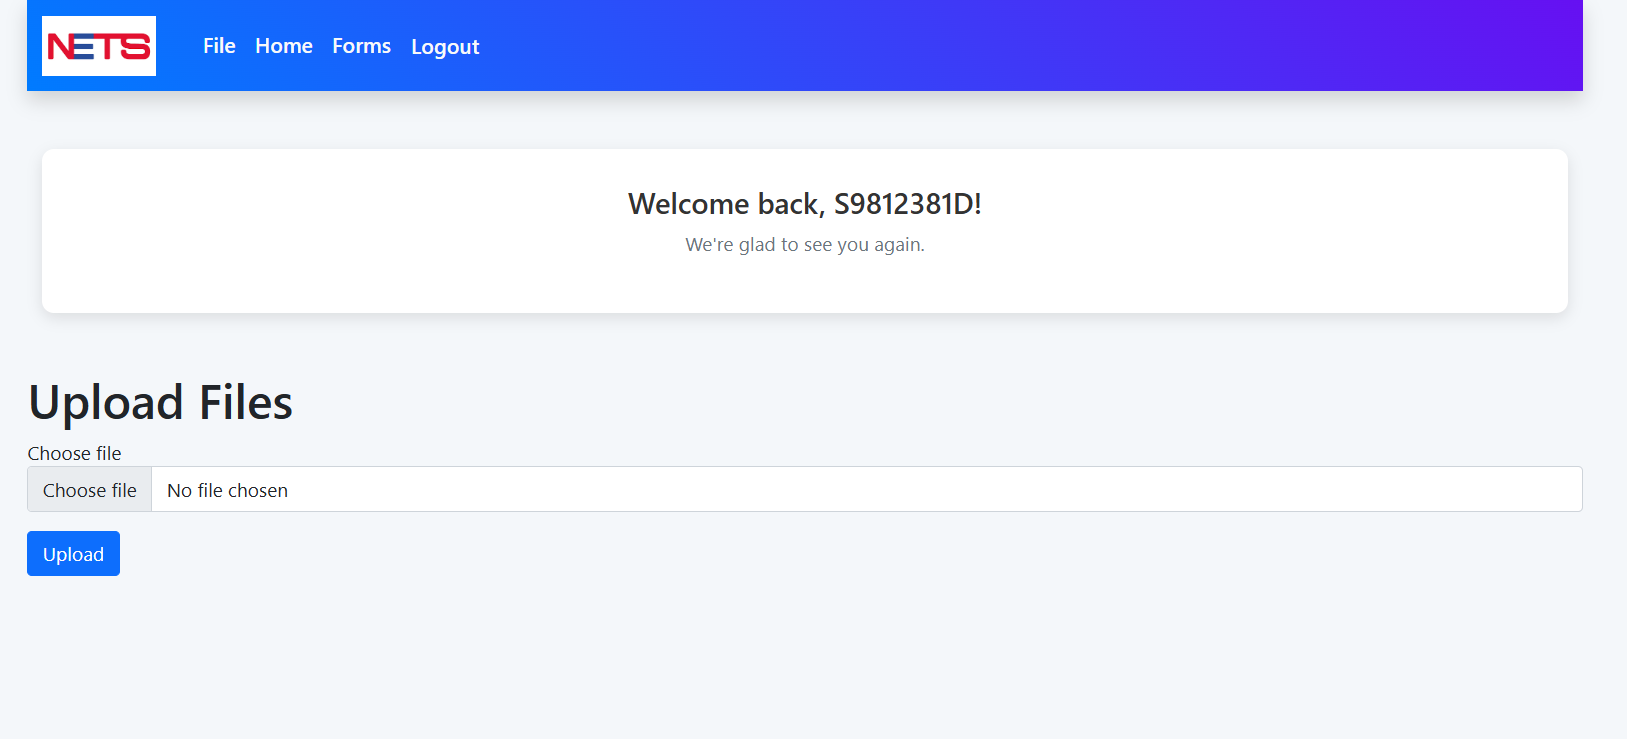 NETS
File Home Forms Logout
Welcome back, S9812381D!
We're glad to see you again.
Upload Files
Choose file
Choose file No file chosen
Upload